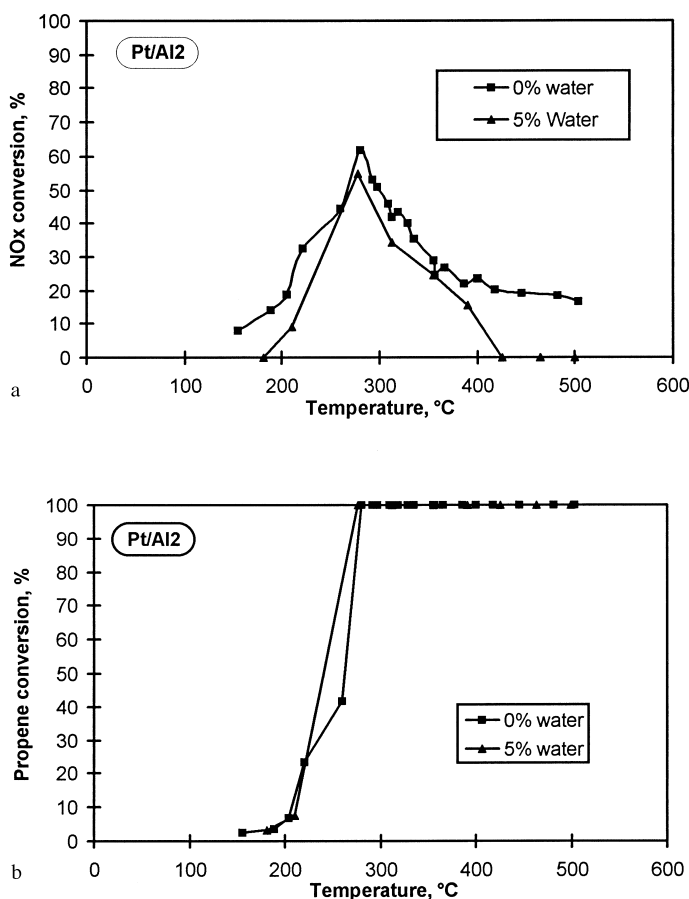 100
90
80
70
60
50
40
30
20
10
0
NOx conversion, %
Pt/Al2
0% water
5% Water
0 100 200 300 400 500 600
Temperature, °C
a
100
90
80
70
60
50
40
30
20
10
0
Propene conversion, %
Pt/Al2
0% water
5% water
0 100 200 300 400 500 600
Temperature, °C
b